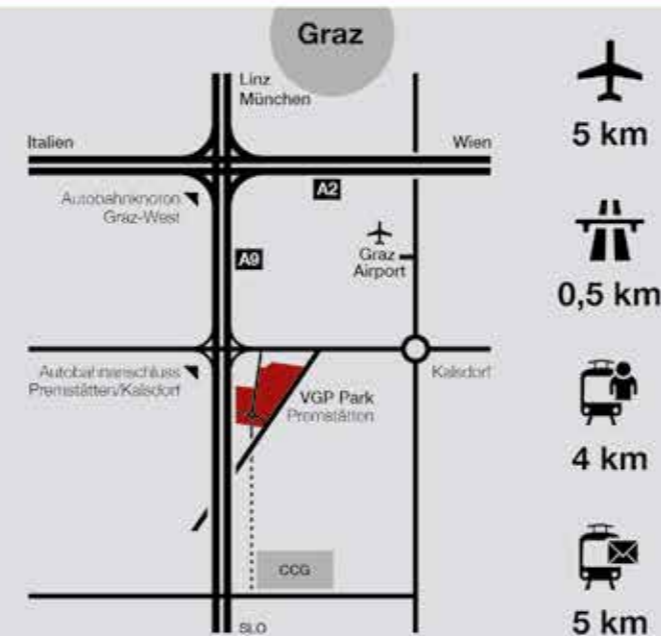 Graz
Linz
München
Italien
Wien
A2
Autobahnknoten
Graz-West
A9
Graz
Airport
Autobahnanschluss
Premstätten/Kalsdorf
Kalsdorf
VGP Park
Premstätten
CCG
SLO
5 km
0,5 km
4 km
5 km